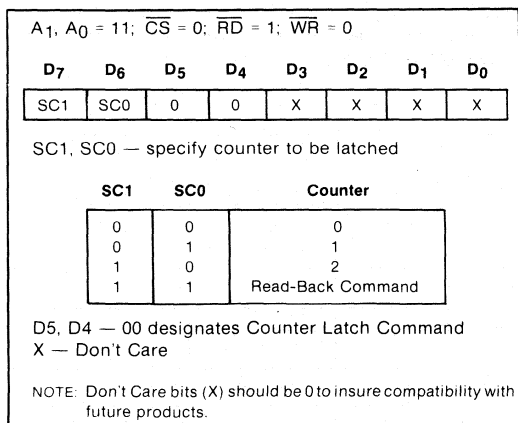 A1, A0 = 11; CS = 0; RD = 1; WR = 0
D7 D6 D5 D4 D3 D2 D1 D0
SC1 SC0 0 0 X X X X
SC1, SC0 — specify counter to be latched
SC1 SC0 Counter
0 0 0
0 1 1
1 0 2
1 1 Read-Back Command
D5, D4 — 00 designates Counter Latch Command
X — Don't Care
NOTE: Don't Care bits (X) should be 0 to insure compatibility with
future products.